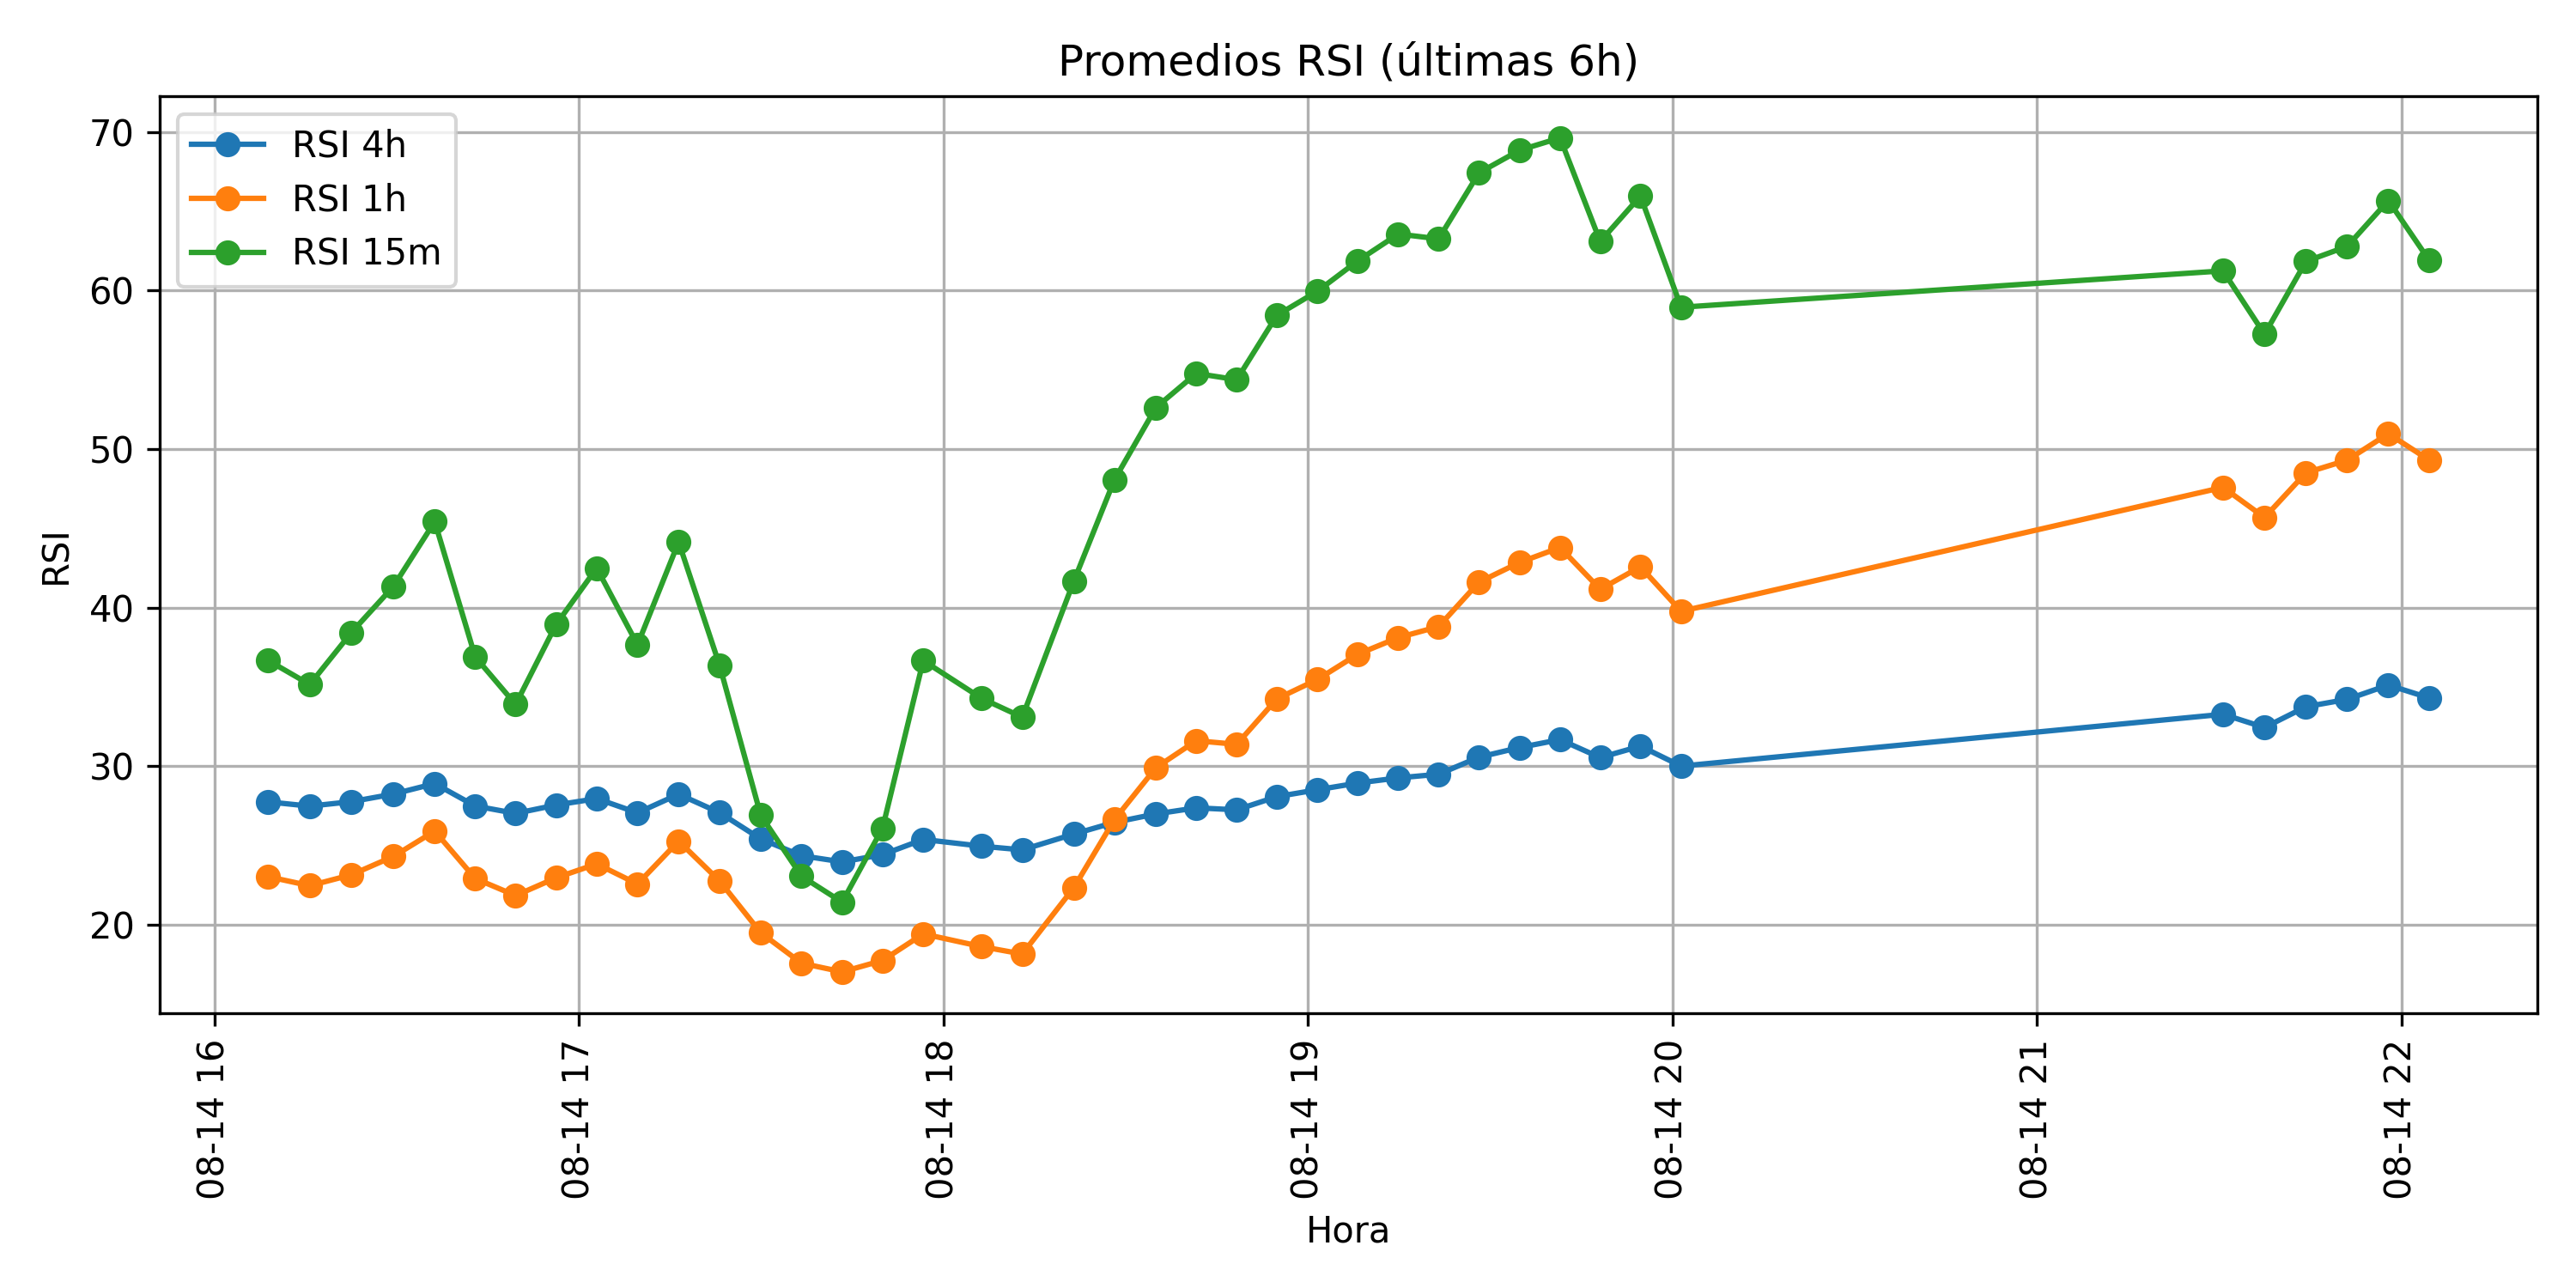 Promedios RSI (últimas 6h)
RSI 4h
RSI 1h
RSI 15m
70
60
50
40
30
20
RSI
08-14 16
08-14 17
08-14 18
08-14 19
08-14 20
08-14 21
08-14 22
Hora